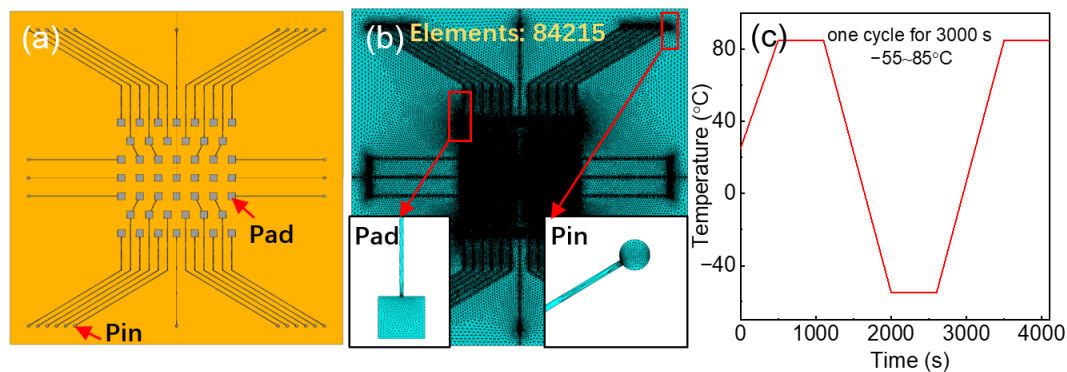 (a)
Pad
Pin
(b)
Elements: 84215
Pad
Pin
(c)
one cycle for 3000 s
−55~85°C
Temperature (°C)
80
40
0
−40
0
1000
2000
3000
4000
Time (s)